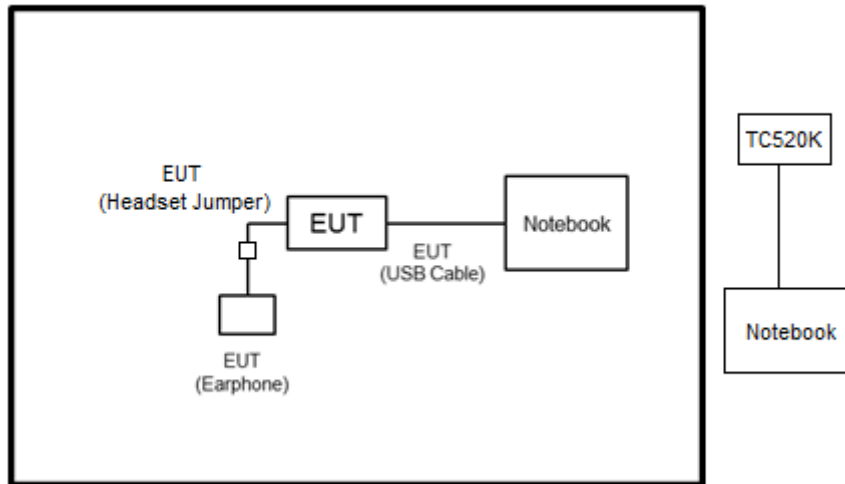 TC520K
EUT
(Headset Jumper)
EUT
Notebook
EUT
(USB Cable)
Notebook
EUT
(Earphone)